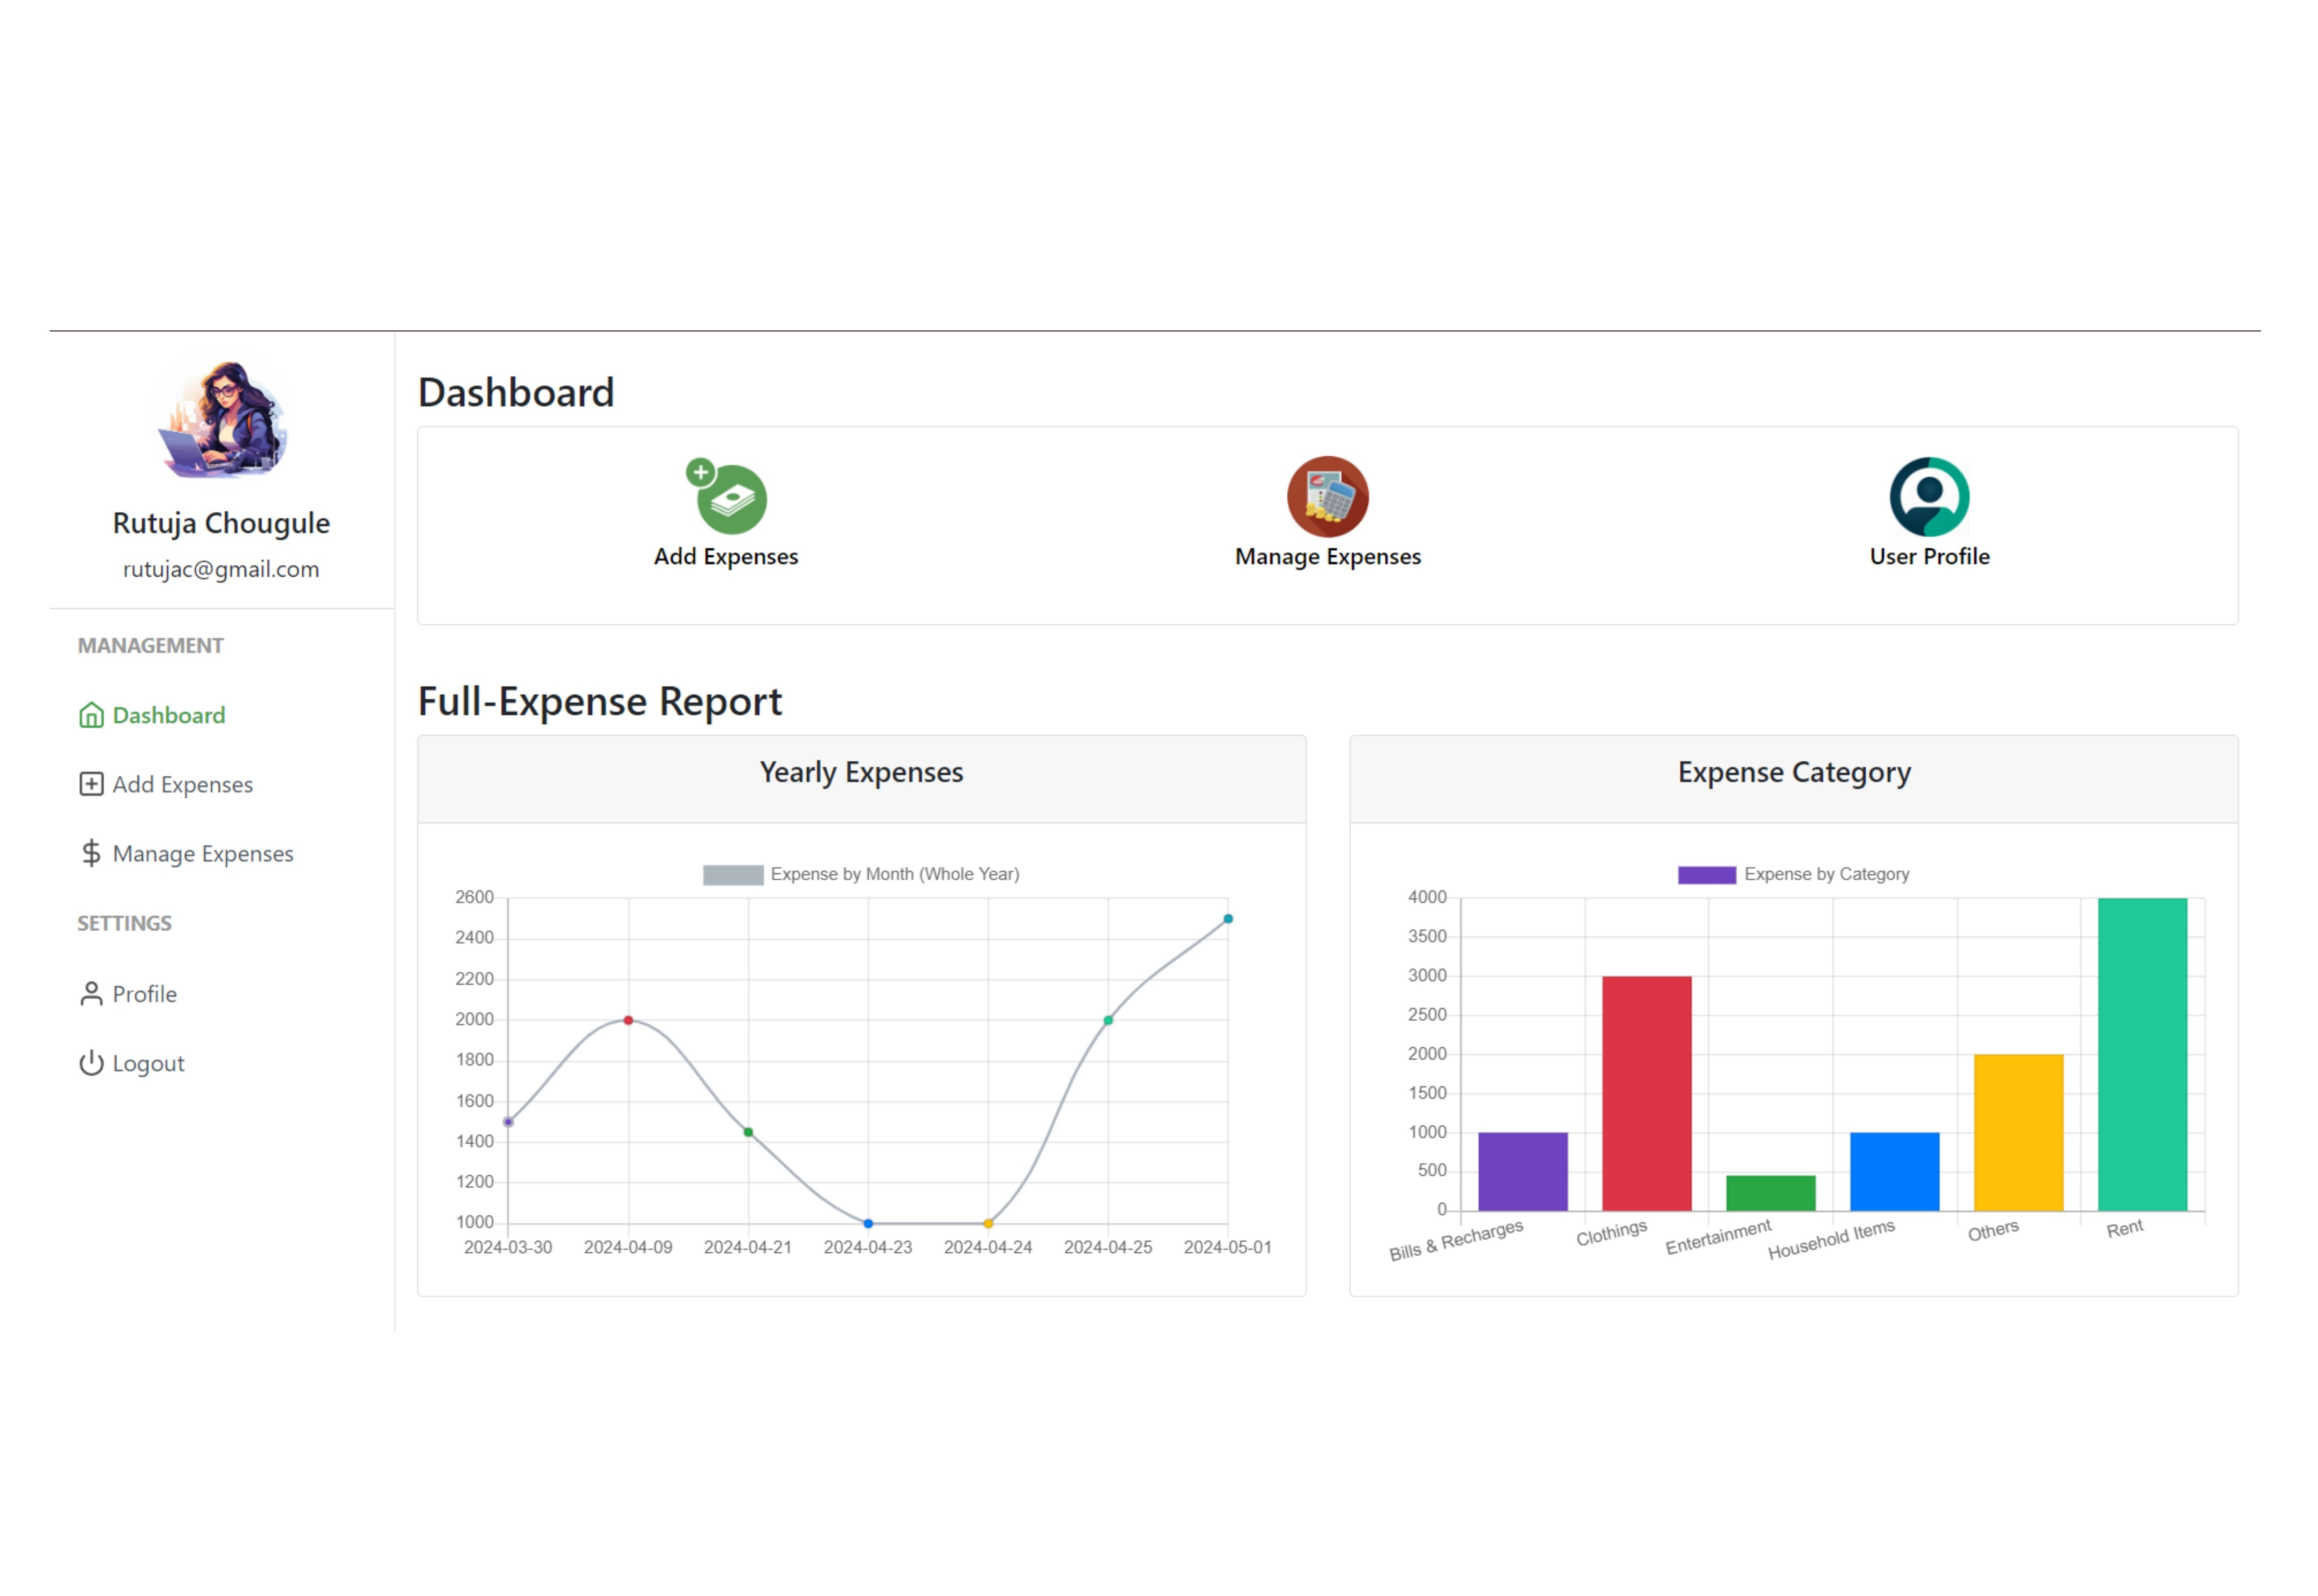 Rutuja Chougule
rutujac@gmail.com
MANAGEMENT
Dashboard
Add Expenses
Manage Expenses
SETTINGS
Profile
Logout
Dashboard
Add Expenses
Manage Expenses
User Profile
Full-Expense Report
Yearly Expenses
Expense by Month (Whole Year)
2600
2400
2200
2000
1800
1600
1400
1200
1000
2024-03-30 2024-04-09 2024-04-21 2024-04-23 2024-04-24 2024-04-25 2024-05-01
Expense Category
Expense by Category
4000
3500
3000
2500
2000
1500
1000
500
0
Bills & Recharges Clothings Entertainment Household Items Others Rent